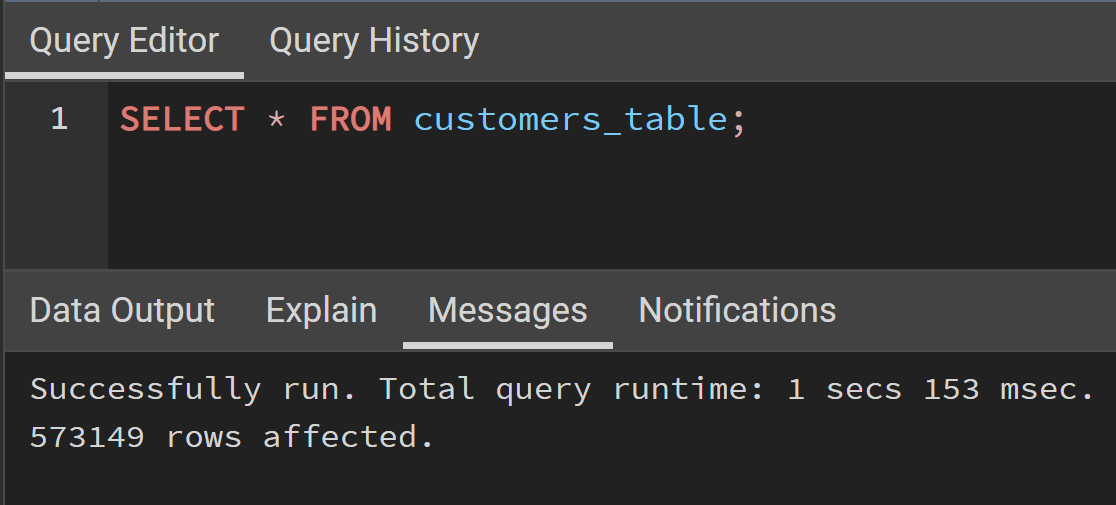 Query Editor Query History
1 SELECT * FROM customers_table;
Data Output Explain Messages Notifications
Successfully run. Total query runtime: 1 secs 153 msec.
573149 rows affected.